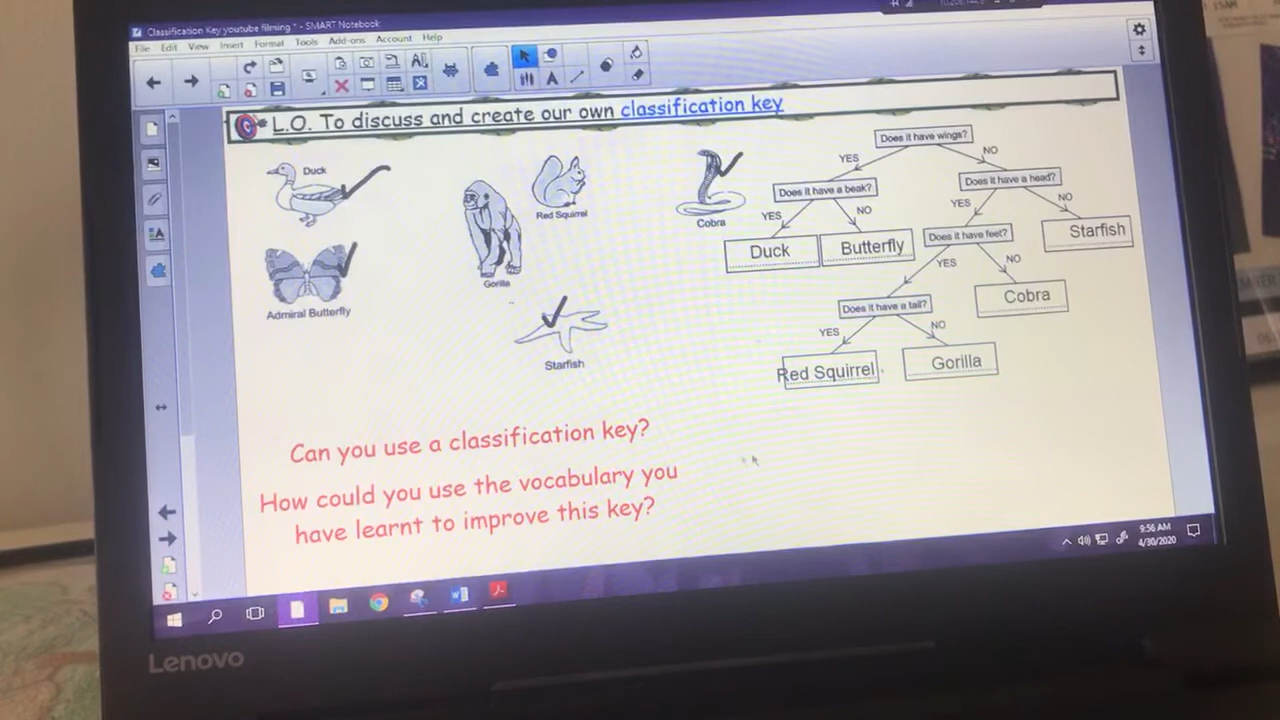 Classification Key youtube filming * - SMART Notebook
File Edit View Insert Format Tools Add-ons Account Help
L.O. To discuss and create our own classification key
Duck
Red Squirrel
Gorilla
Cobra
Admiral Butterfly
Starfish
Does it have wings?
YES
NO
Does it have a beak?
Does it have a head?
YES
NO
YES
NO
Duck
Butterfly
Does it have feet?
Starfish
YES
NO
Does it have a tail?
Cobra
YES
NO
Red Squirrel
Gorilla
Can you use a classification key?
How could you use the vocabulary you
have learnt to improve this key?
9:56 AM
4/30/2020
Lenovo